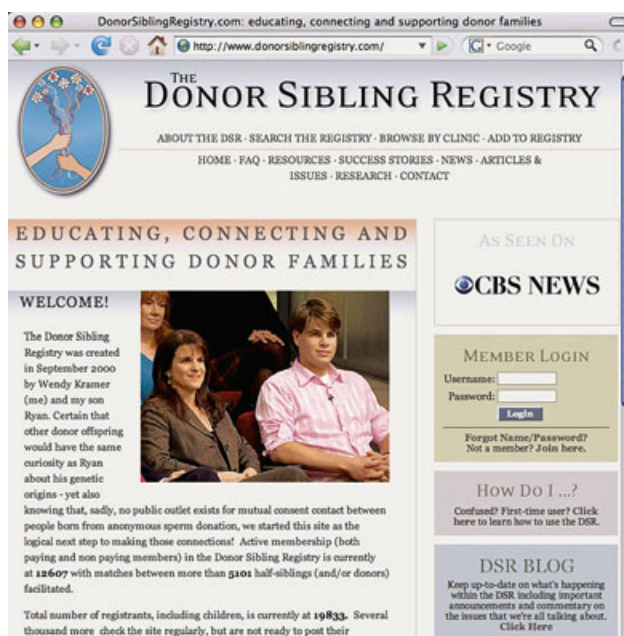 DonorSiblingRegistry.com: educating, connecting and supporting donor families
http://www.donorsiblingregistry.com/
G Google
THE
DONOR SIBLING REGISTRY
ABOUT THE DSR · SEARCH THE REGISTRY · BROWSE BY CLINIC · ADD TO REGISTRY
HOME · FAQ · RESOURCES · SUCCESS STORIES · NEWS · ARTICLES &
ISSUES · RESEARCH · CONTACT
EDUCATING, CONNECTING AND
SUPPORTING DONOR FAMILIES
WELCOME!
The Donor Sibling
Registry was created
in September 2000
by Wendy Kramer
(me) and my son
Ryan. Certain that
other donor offspring
would have the same
curiosity as Ryan
about his genetic
origins - yet also
knowing that, sadly, no public outlet exists for mutual consent contact between
people born from anonymous sperm donation, we started this site as the
logical next step to making those connections! Active membership (both
paying and non paying members) in the Donor Sibling Registry is currently
at 12607 with matches between more than 5101 half-siblings (and/or donors)
facilitated.
Total number of registrants, including children, is currently at 19833. Several
thousand more check the site regularly, but are not ready to post their
AS SEEN ON
CBS NEWS
MEMBER LOGIN
Username:
Password:
Login
Forgot Name/Password?
Not a member? Join here.
HOW DO I ...?
Confused? First-time user? Click
here to learn how to use the DSR.
DSR BLOG
Keep up-to-date on what's happening
within the DSR including important
announcements and commentary on
the issues that we're all talking about.
Click Here